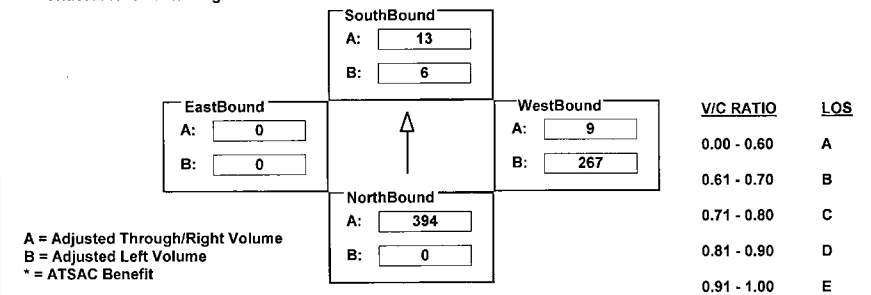 SouthBound
A: 13
B: 6
EastBound
A: 0
B: 0
WestBound
A: 9
B: 267
NorthBound
A: 394
B: 0
A = Adjusted Through/Right Volume
B = Adjusted Left Volume
* = ATSAC Benefit
V/C RATIO LOS
0.00 - 0.60 A
0.61 - 0.70 B
0.71 - 0.80 C
0.81 - 0.90 D
0.91 - 1.00 E